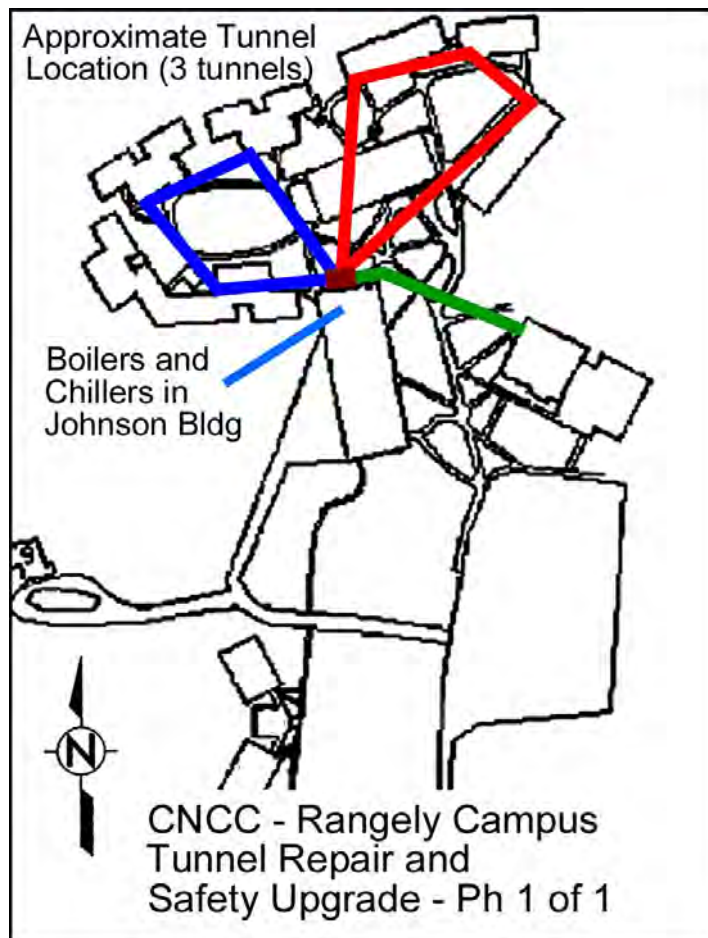 Approximate Tunnel
Location (3 tunnels)
Boilers and
Chillers in
Johnson Bldg
N
CNCC - Rangely Campus
Tunnel Repair and
Safety Upgrade - Ph 1 of 1